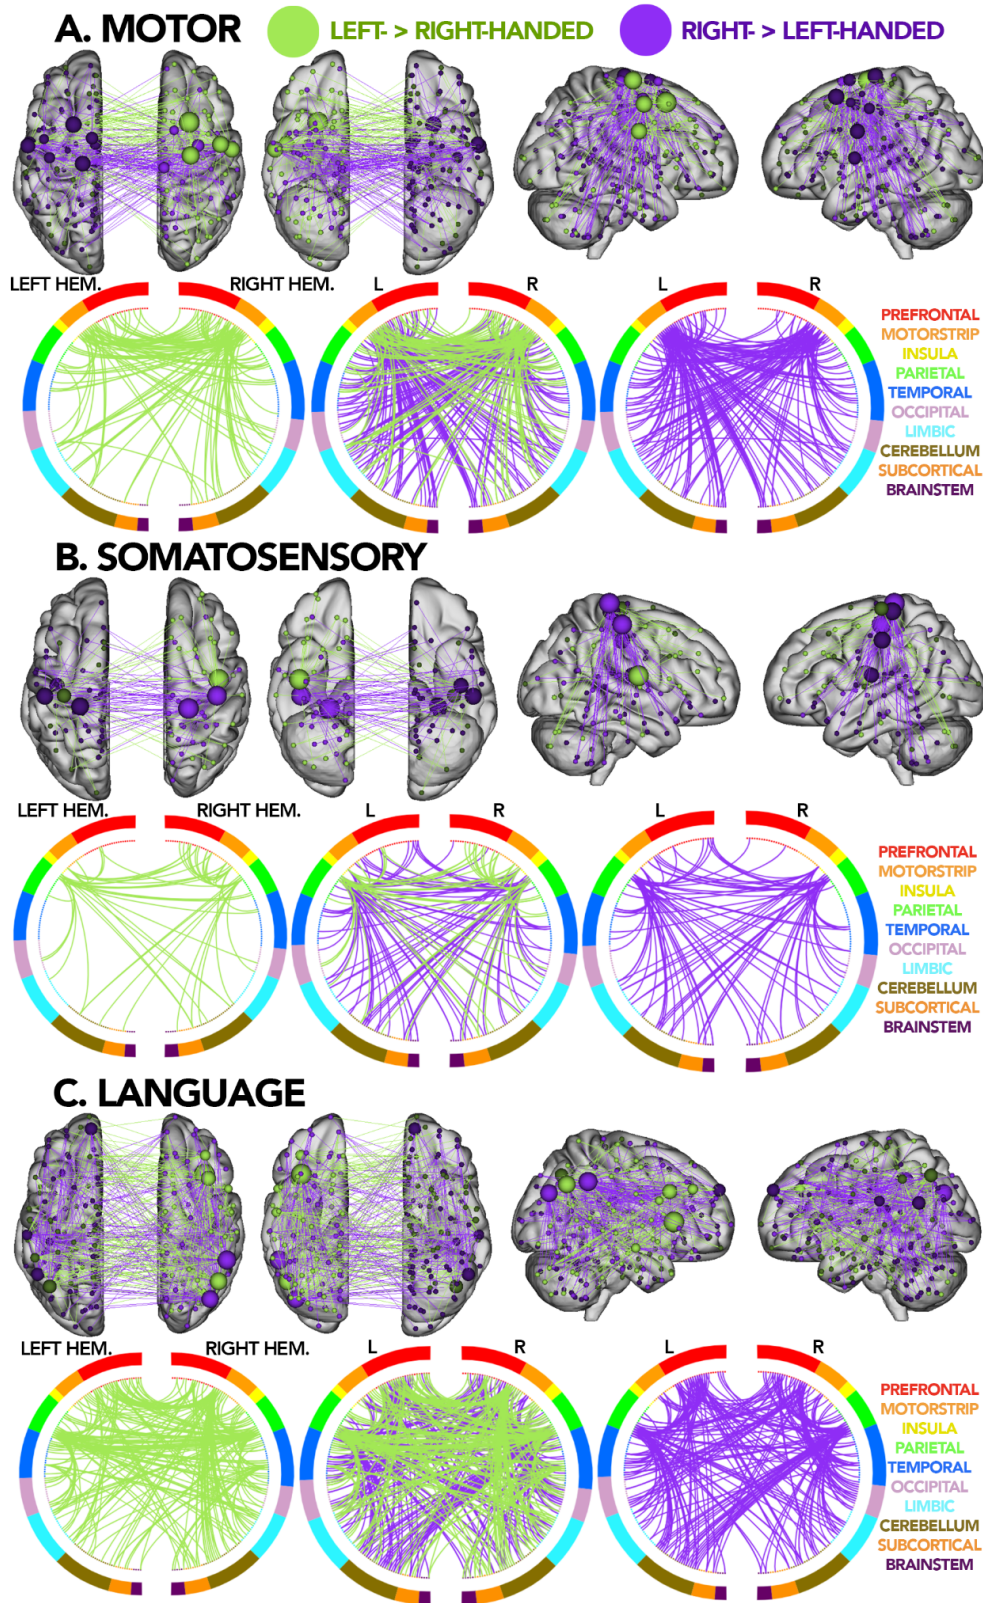 A. MOTOR
LEFT- > RIGHT-HANDED
RIGHT- > LEFT-HANDED
LEFT HEM.
RIGHT HEM.
L
R
L
R
PREFRONTAL
MOTORSTRIP
INSULA
PARIETAL
TEMPORAL
OCCIPITAL
LIMBIC
CEREBELLUM
SUBCORTICAL
BRAINSTEM
B. SOMATOSENSORY
LEFT HEM.
RIGHT HEM.
L
R
L
R
PREFRONTAL
MOTORSTRIP
INSULA
PARIETAL
TEMPORAL
OCCIPITAL
LIMBIC
CEREBELLUM
SUBCORTICAL
BRAINSTEM
C. LANGUAGE
LEFT HEM.
RIGHT HEM.
L
R
L
R
PREFRONTAL
MOTORSTRIP
INSULA
PARIETAL
TEMPORAL
OCCIPITAL
LIMBIC
CEREBELLUM
SUBCORTICAL
BRAINSTEM